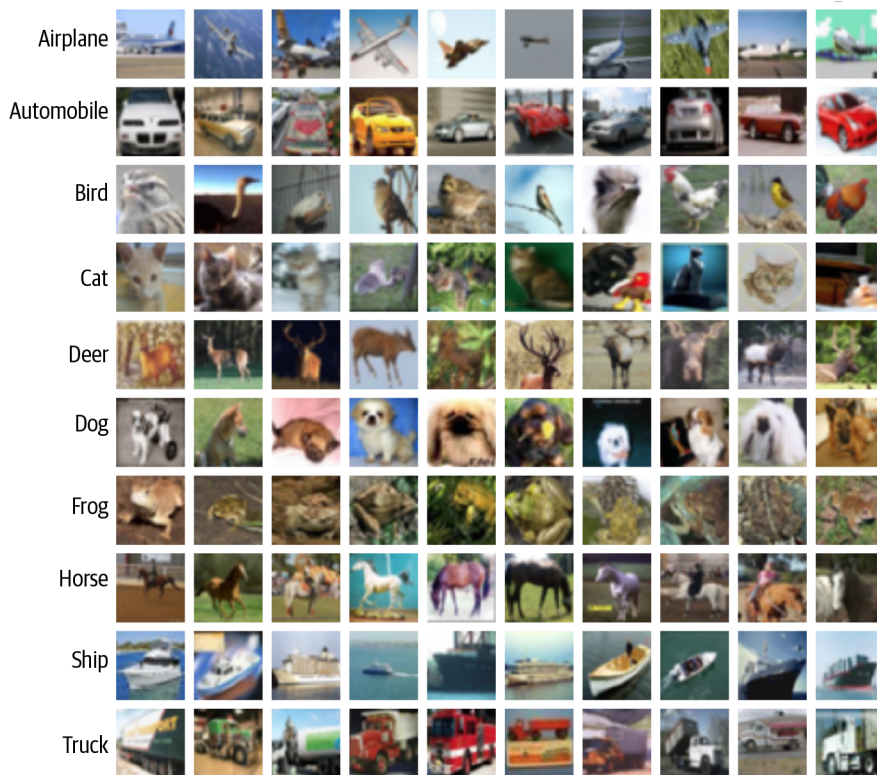 Airplane
Automobile
Bird
Cat
Deer
Dog
Frog
Horse
Ship
Truck